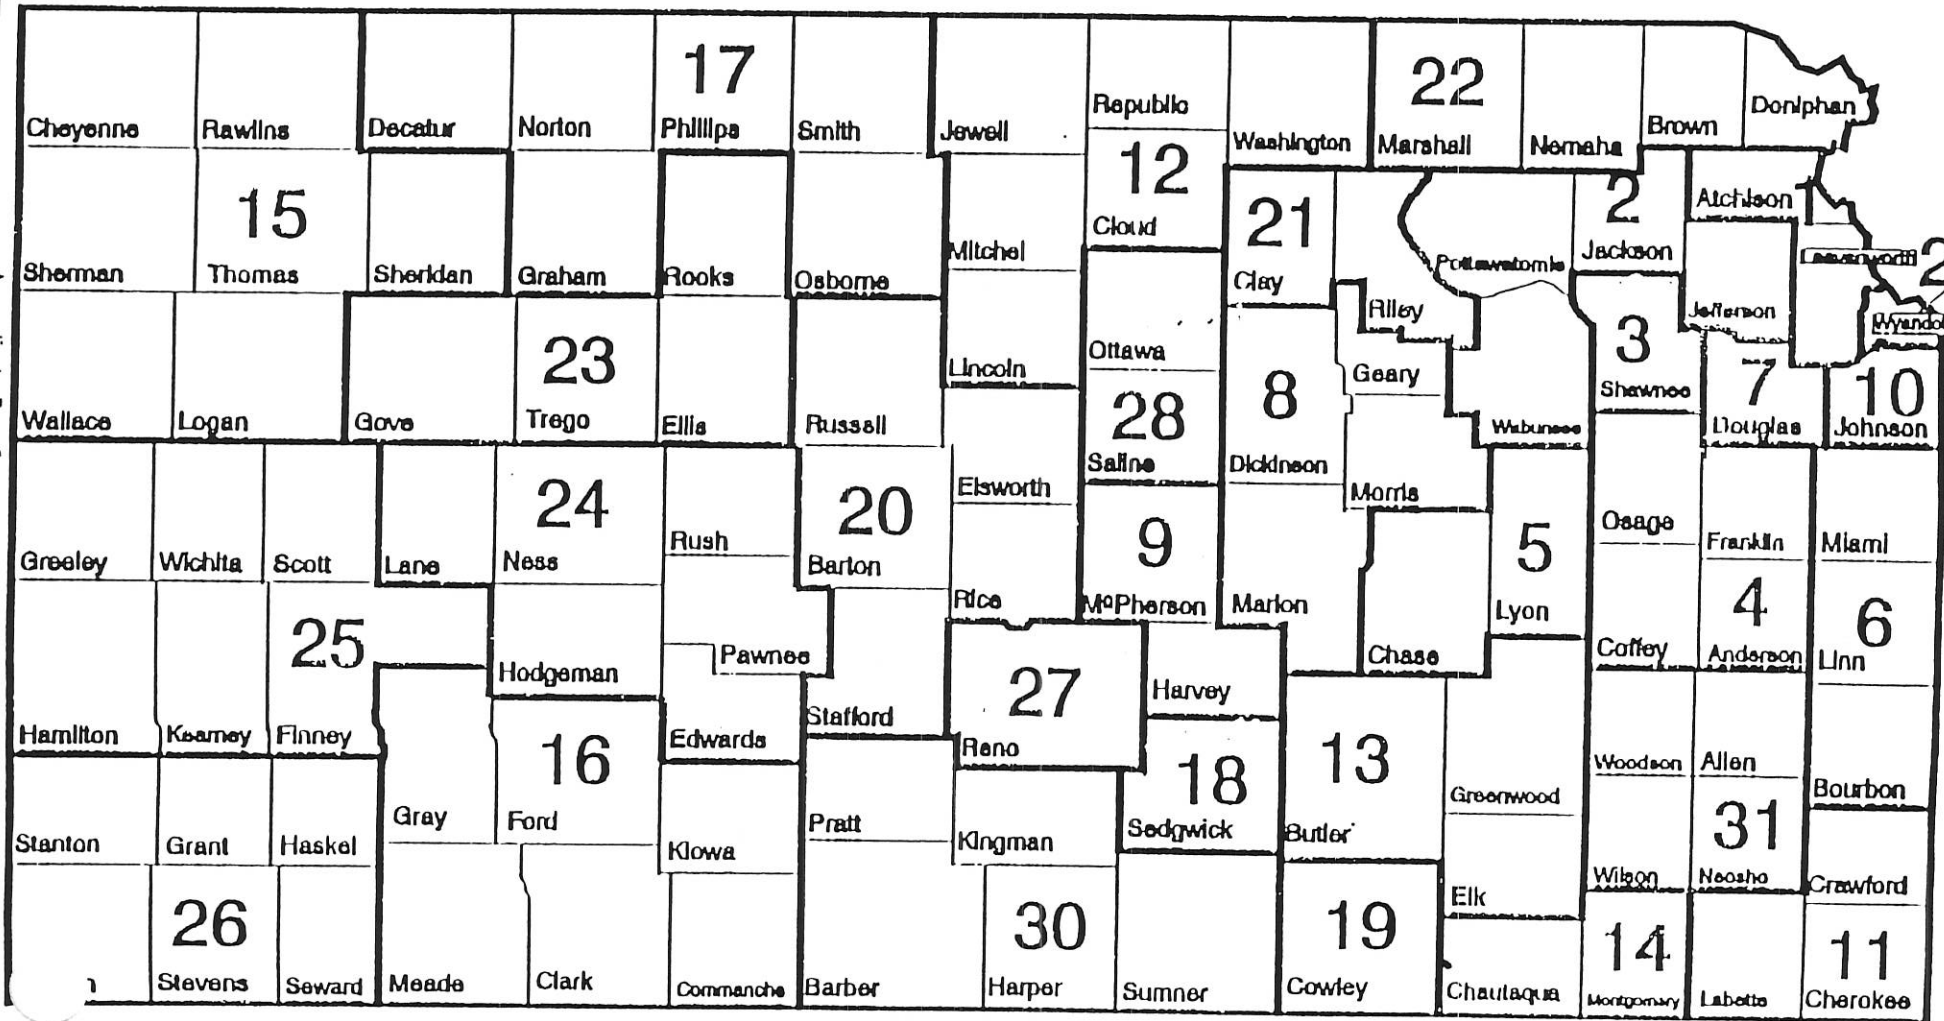 17
22
Cheyenne
Rawlins
Decatur
Norton
Phillips
Smith
Jewell
Republic
Washington
Marshall
Nemaha
Brown
Doniphan
15
12
21
2
Atchison
1
Sherman
Thomas
Sheridan
Graham
Rooks
Osborne
Mitchel
Cloud
Clay
Pottawatomie
Jackson
Leavenworth
2
23
Lincoln
Ottawa
28
8
Riley
Geary
3
Jefferson
7
Wyando
10
Wallace
Logan
Gove
Trego
Ellis
Russell
Saline
Dickinson
Wabunsee
Shawnee
Douglas
Johnson
24
20
Elsworth
9
Morris
5
Osage
Franklin
Miami
Greeley
Wichita
Scott
Lane
Ness
Rush
Barton
Rice
McPherson
Marion
Lyon
4
6
25
Hodgeman
Pawnee
27
Harvey
Chase
Coffey
Anderson
Linn
Hamilton
Kearney
Finney
16
Edwards
Stafford
Reno
18
13
Greenwood
Woodson
Allen
Bourbon
Stanton
Grant
Haskel
Gray
Ford
Kiowa
Pratt
Kingman
Sedgwick
Butler
Elk
Wilson
31
Neosho
Crawford
26
30
19
14
11
n
Stevens
Seward
Meade
Clark
Commanche
Barber
Harper
Sumner
Cowley
Chautaqua
Montgomery
Labette
Cherokee